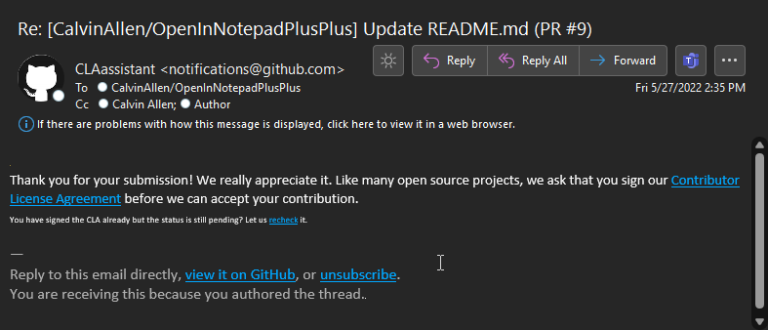 Re: [CalvinAllen/OpenInNotepadPlusPlus] Update README.md (PR #9)
CLAassistant <notifications@github.com>
Reply
Reply All
Forward
To CalvinAllen/OpenInNotepadPlusPlus
Fri 5/27/2022 2:35 PM
Cc Calvin Allen; Author
If there are problems with how this message is displayed, click here to view it in a web browser.
Thank you for your submission! We really appreciate it. Like many open source projects, we ask that you sign our Contributor
License Agreement before we can accept your contribution.
You have signed the CLA already but the status is still pending? Let us recheck it.
—
Reply to this email directly, view it on GitHub, or unsubscribe.
You are receiving this because you authored the thread.